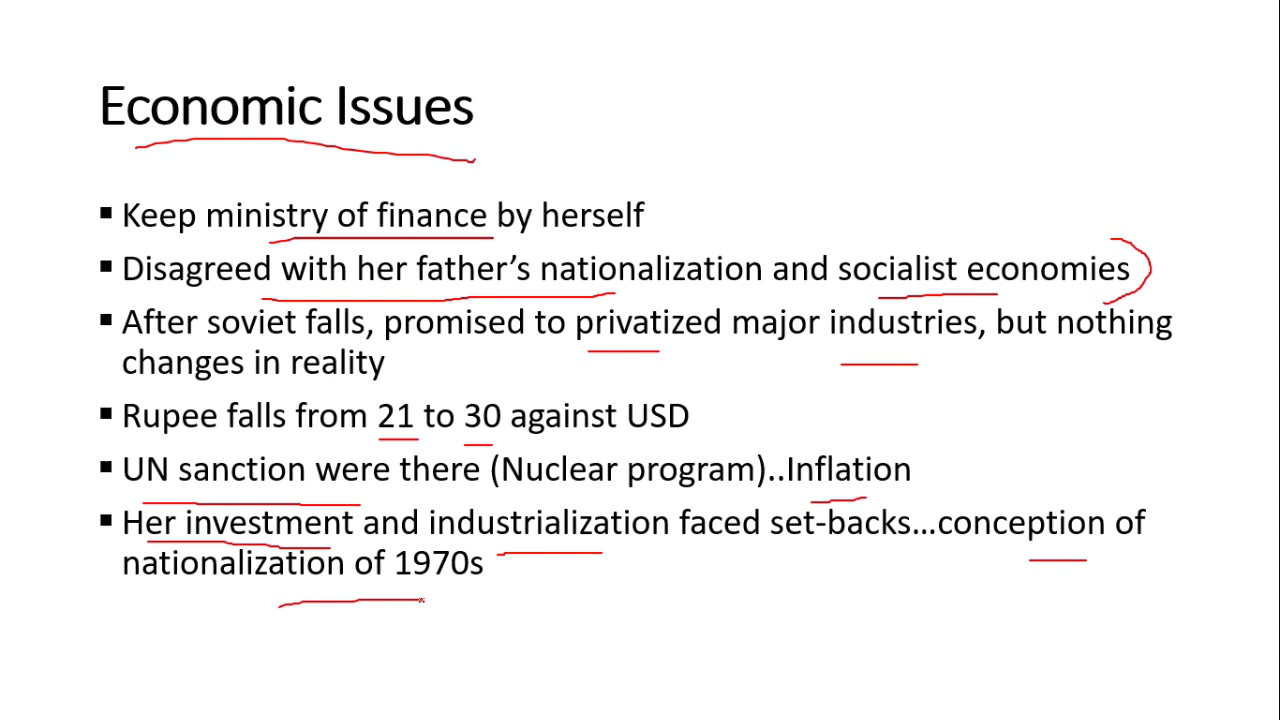 Economic Issues
▪ Keep ministry of finance by herself
▪ Disagreed with her father’s nationalization and socialist economies
▪ After soviet falls, promised to privatized major industries, but nothing
changes in reality
▪ Rupee falls from 21 to 30 against USD
▪ UN sanction were there (Nuclear program)..Inflation
▪ Her investment and industrialization faced set-backs…conception of
nationalization of 1970s